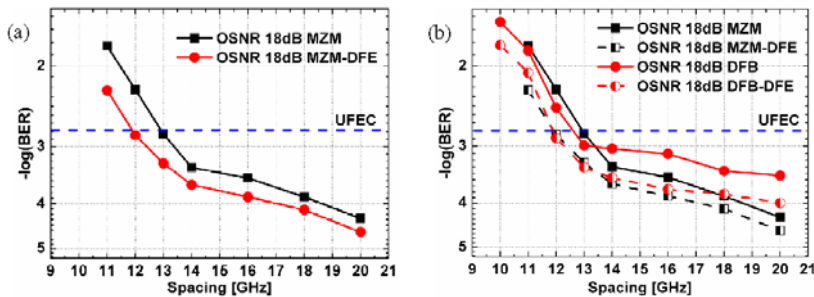 (a)
OSNR 18dB MZM
OSNR 18dB MZM-DFE
UFEC
-log(BER)
2
3
4
5
9 10 11 12 13 14 15 16 17 18 19 20 21
Spacing [GHz]
(b)
OSNR 18dB MZM
OSNR 18dB MZM-DFE
OSNR 18dB DFB
OSNR 18dB DFB-DFE
UFEC
-log(BER)
2
3
4
5
9 10 11 12 13 14 15 16 17 18 19 20 21
Spacing [GHz]